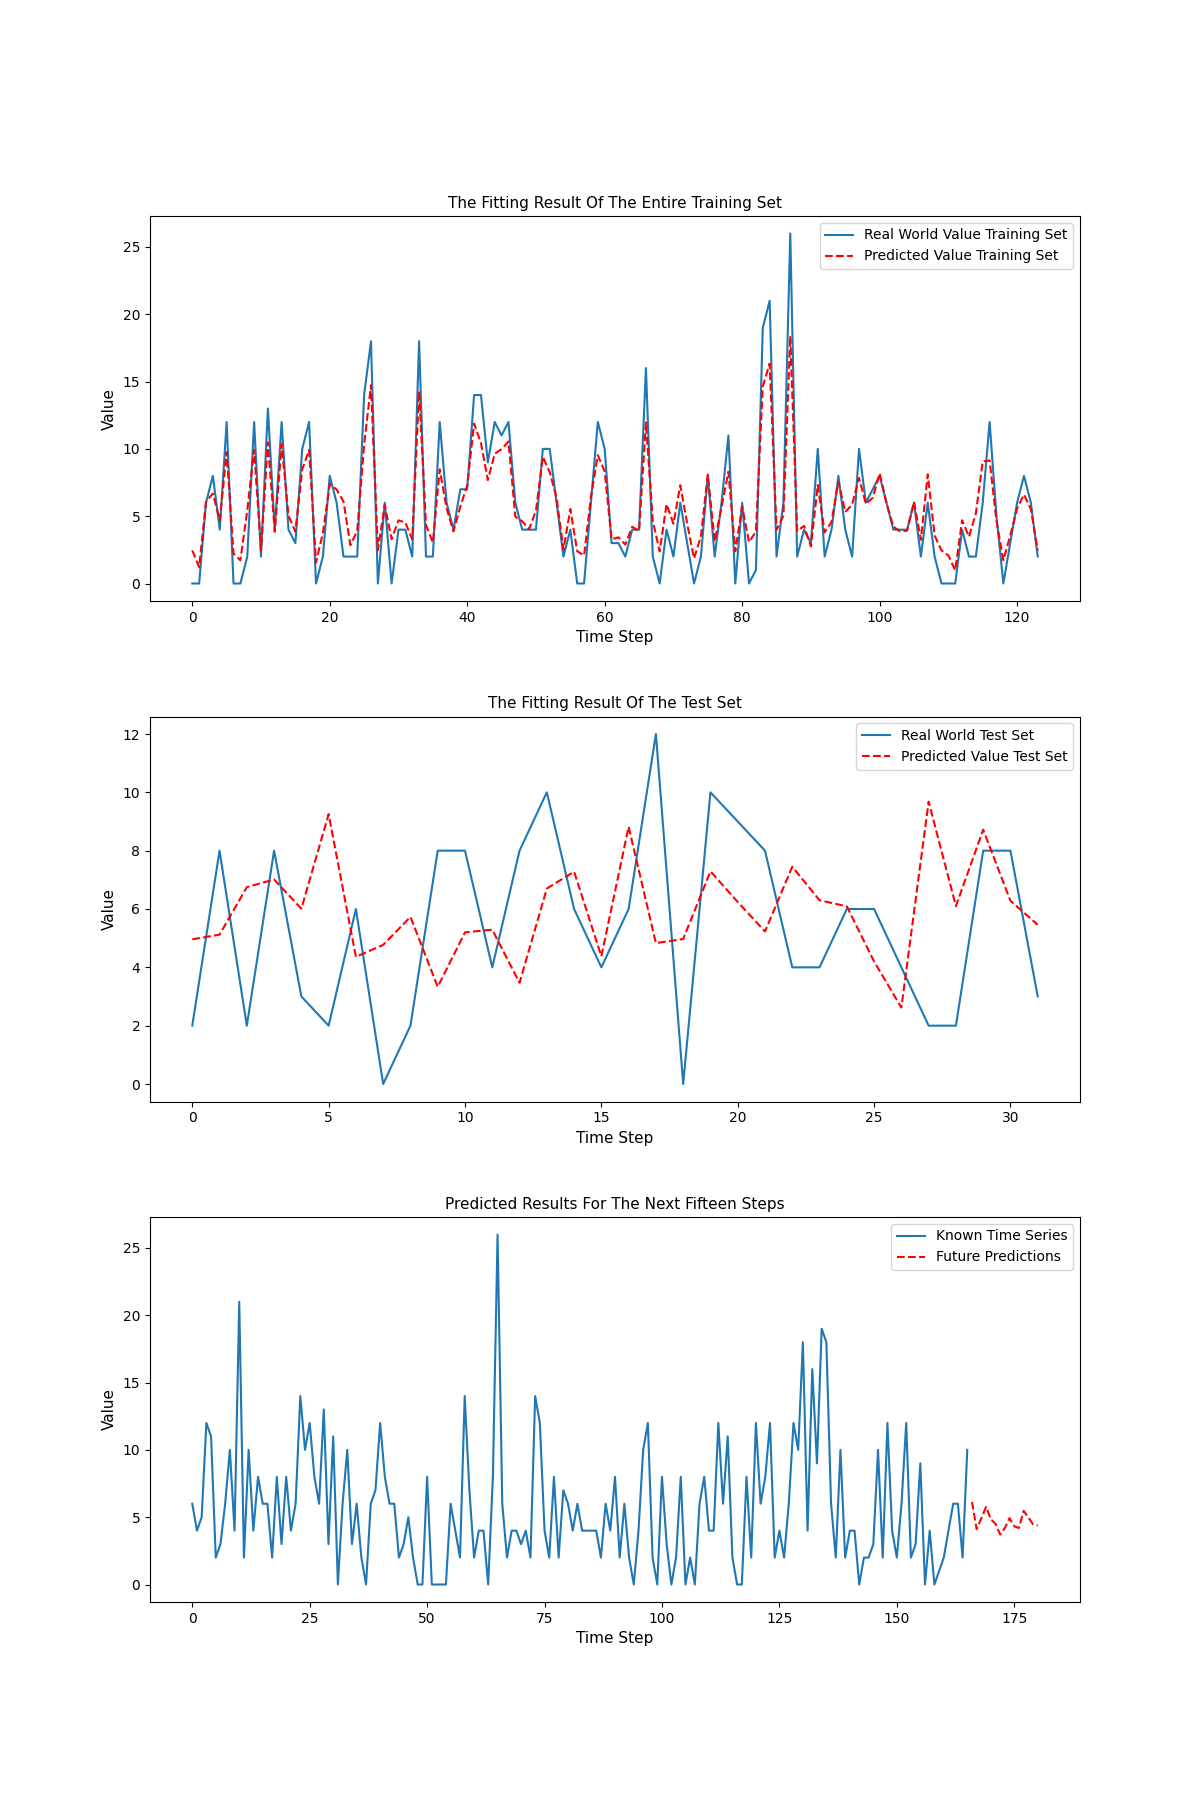 The Fitting Result Of The Entire Training Set
Real World Value Training Set
Predicted Value Training Set
25
20
15
10
5
0
Value
0 20 40 60 80 100 120
Time Step
The Fitting Result Of The Test Set
Real World Test Set
Predicted Value Test Set
12
10
8
6
4
2
0
Value
0 5 10 15 20 25 30
Time Step
Predicted Results For The Next Fifteen Steps
Known Time Series
Future Predictions
25
20
15
10
5
0
Value
0 25 50 75 100 125 150 175
Time Step